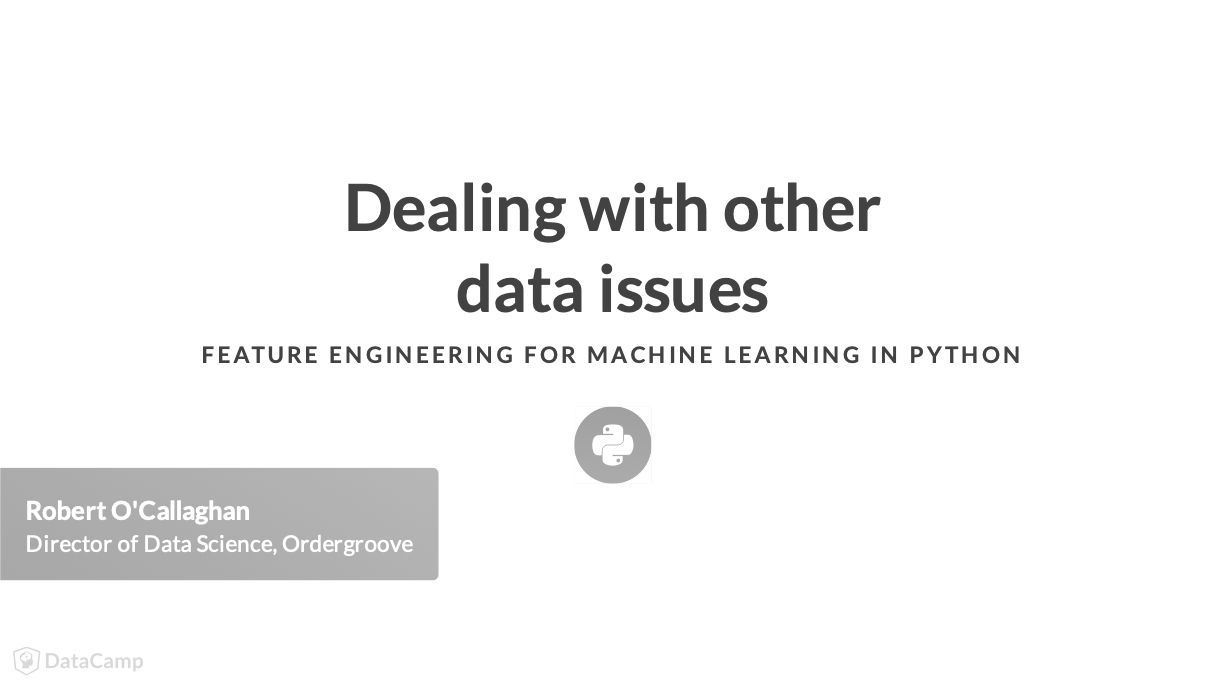 Dealing with other
data issues
FEATURE ENGINEERING FOR MACHINE LEARNING IN PYTHON
Robert O'Callaghan
Director of Data Science, Ordergroove
DataCamp